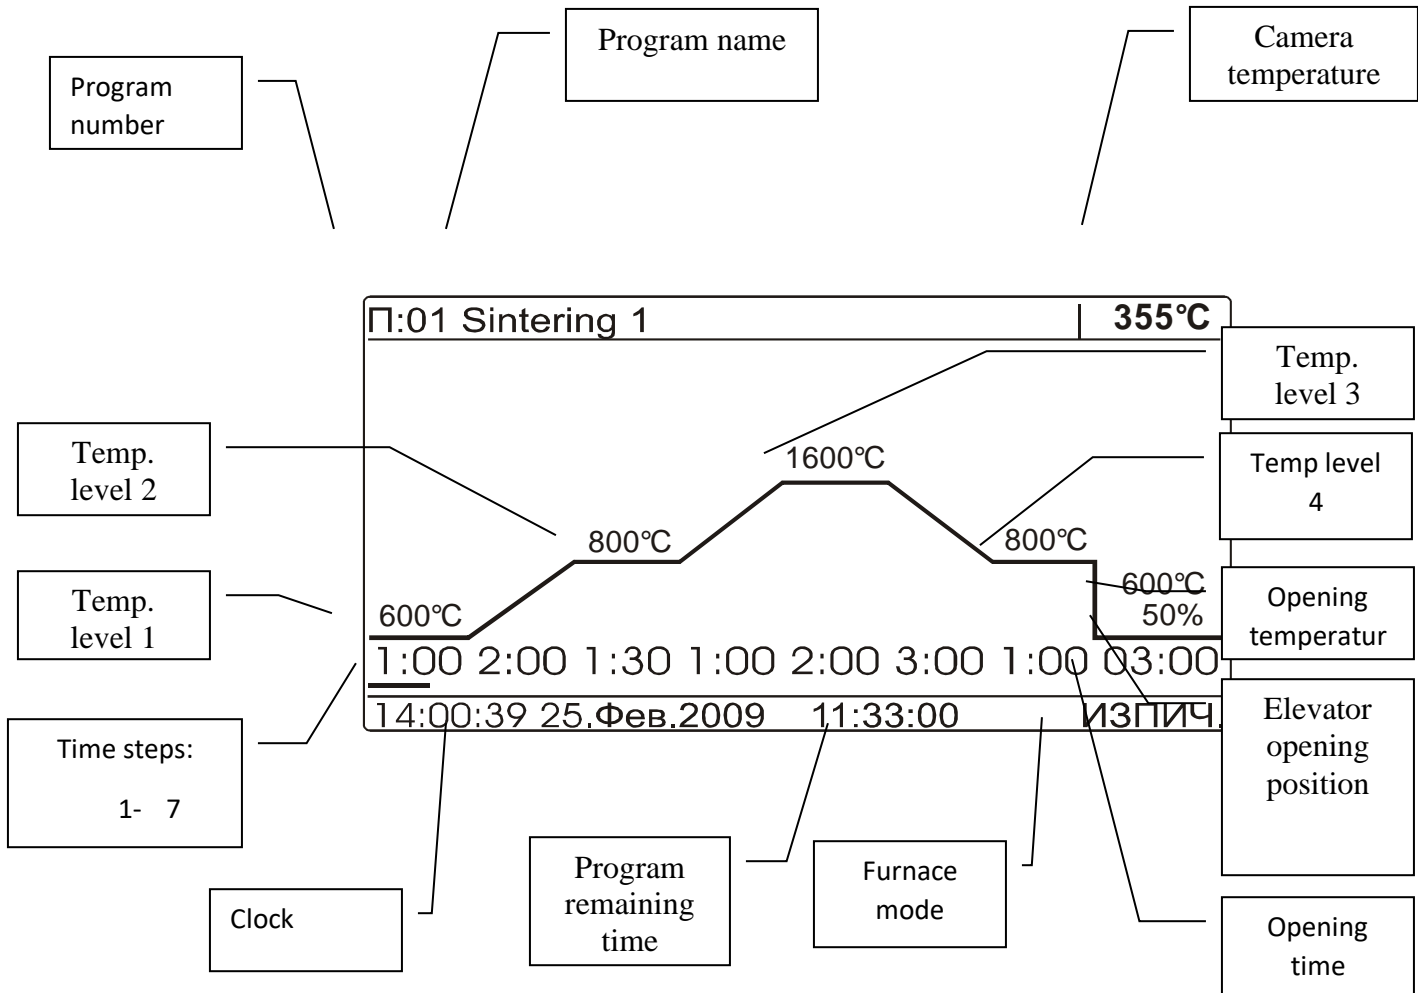 Program name
Camera
temperature
Program
number
П:01 Sintering 1
355°C
Temp.
level 3
Temp.
level 2
1600°C
Temp level
4
800°C
800°C
Temp.
level 1
600°C
600°C
50%
Opening
temperatur
1:00 2:00 1:30 1:00 2:00 3:00 1:00 03:00
14:00:39 25.Фев.2009 11:33:00 ИЗПИЧ.
Time steps:
1- 7
Elevator
opening
position
Program
remaining
time
Furnace
mode
Clock
Opening
time